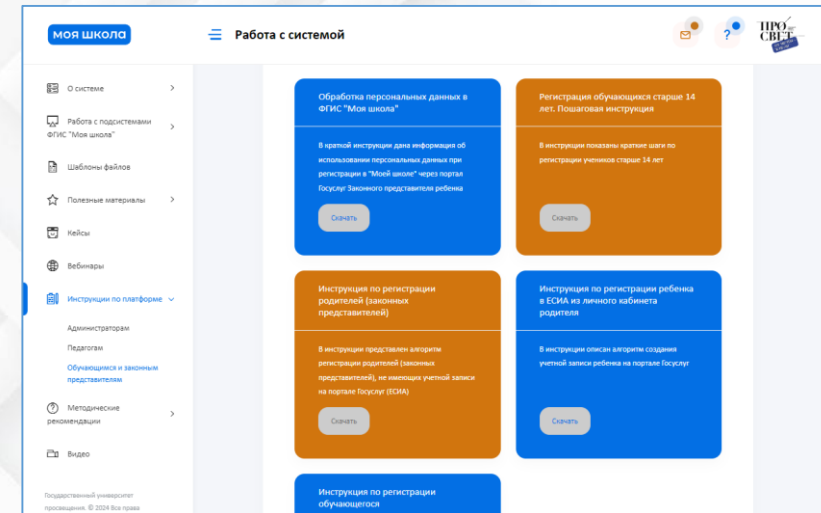 моя школа
Работа с системой
?
ПРО–
СВЕТ
О системе
Работа с подсистемами
ФГИС "Моя школа"
Шаблоны файлов
Полезные материалы
Кейсы
Вебинары
Инструкции по платформе
Администраторам
Педагогам
Обучающимся и законным
представителям
Методические
рекомендации
Видео
Государственный университет
просвещения. © 2024 Все права
Обработка персональных данных в
ФГИС "Моя школа"
В краткой инструкции дана информация об
использовании персональных данных при
регистрации в "Моей школе" через портал
Госуслуг Законного представителя ребенка
Скачать
Регистрация обучающихся старше 14
лет. Пошаговая инструкция
В инструкции показаны краткие шаги по
регистрации учеников старше 14 лет
Скачать
Инструкция по регистрации
родителей (законных
представителей)
В инструкции представлен алгоритм
регистрации родителей (законных
представителей), не имеющих учетной записи
на портале Госуслуг (ЕСИА)
Скачать
Инструкция по регистрации ребенка
в ЕСИА из личного кабинета
родителя
В инструкции описан алгоритм создания
учетной записи ребенка на портале Госуслуг
Скачать
Инструкция по регистрации
обучающегося